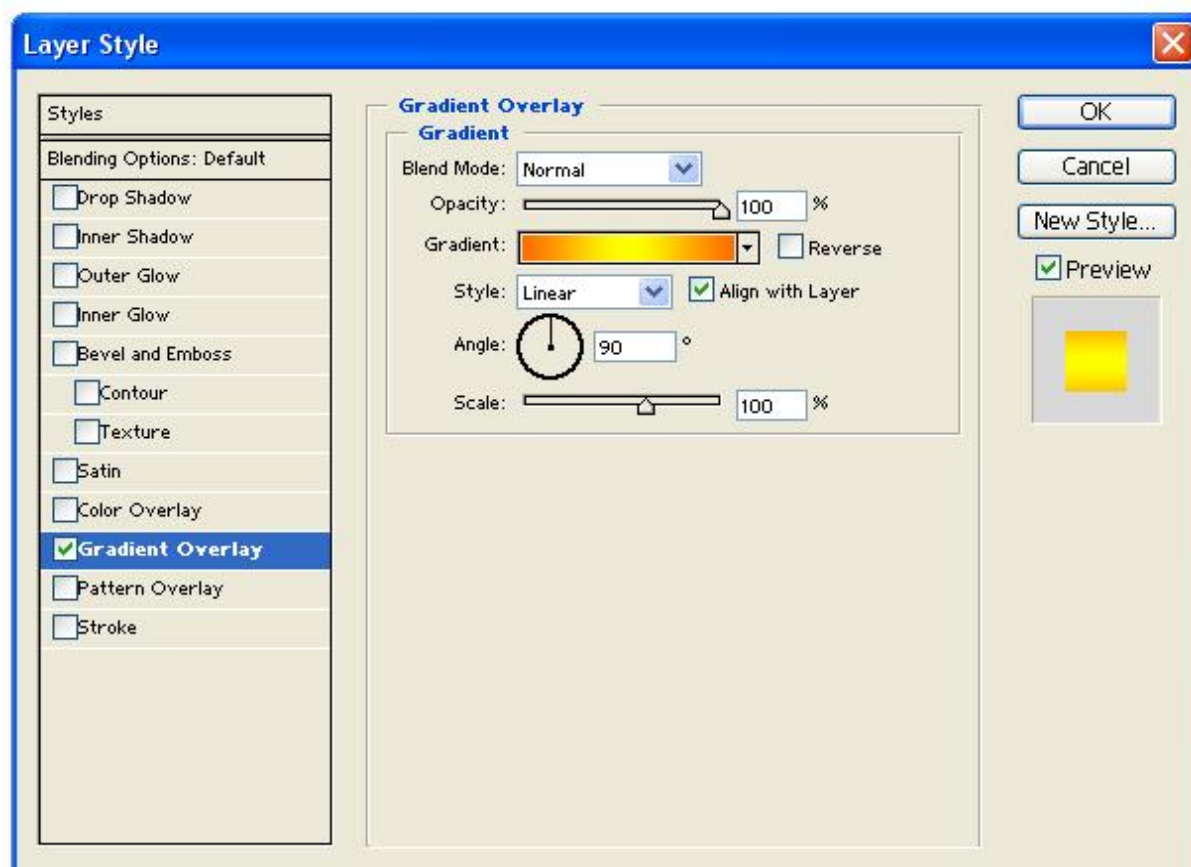 Layer Style
Styles
Blending Options: Default
Drop Shadow
Inner Shadow
Outer Glow
Inner Glow
Bevel and Emboss
Contour
Texture
Satin
Color Overlay
Gradient Overlay
Pattern Overlay
Stroke
Gradient Overlay
Gradient
Blend Mode: Normal
Opacity: 100 %
Gradient: Reverse
Style: Linear Align with Layer
Angle: 90 °
Scale: 100 %
OK
Cancel
New Style...
Preview